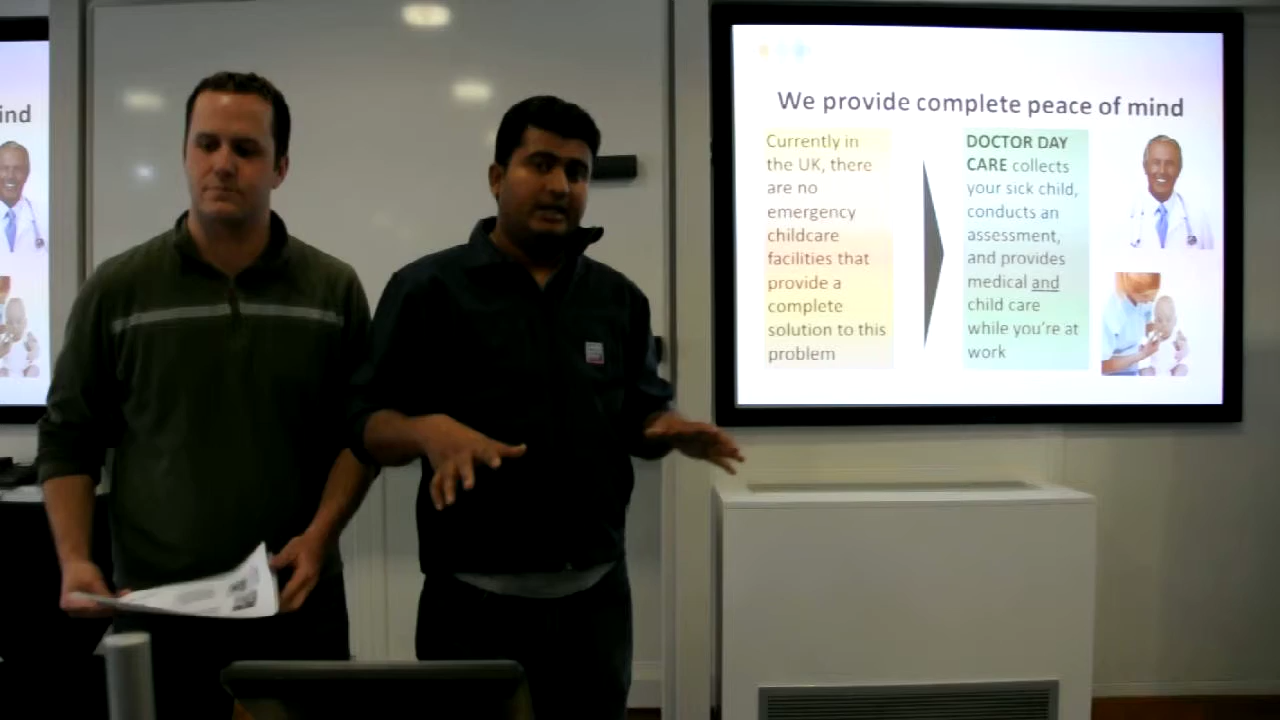 ind
We provide complete peace of mind
Currently in
the UK, there
are no
emergency
childcare
facilities that
provide a
complete
solution to this
problem
DOCTOR DAY
CARE collects
your sick child,
conducts an
assessment,
and provides
medical and
child care
while you're at
work